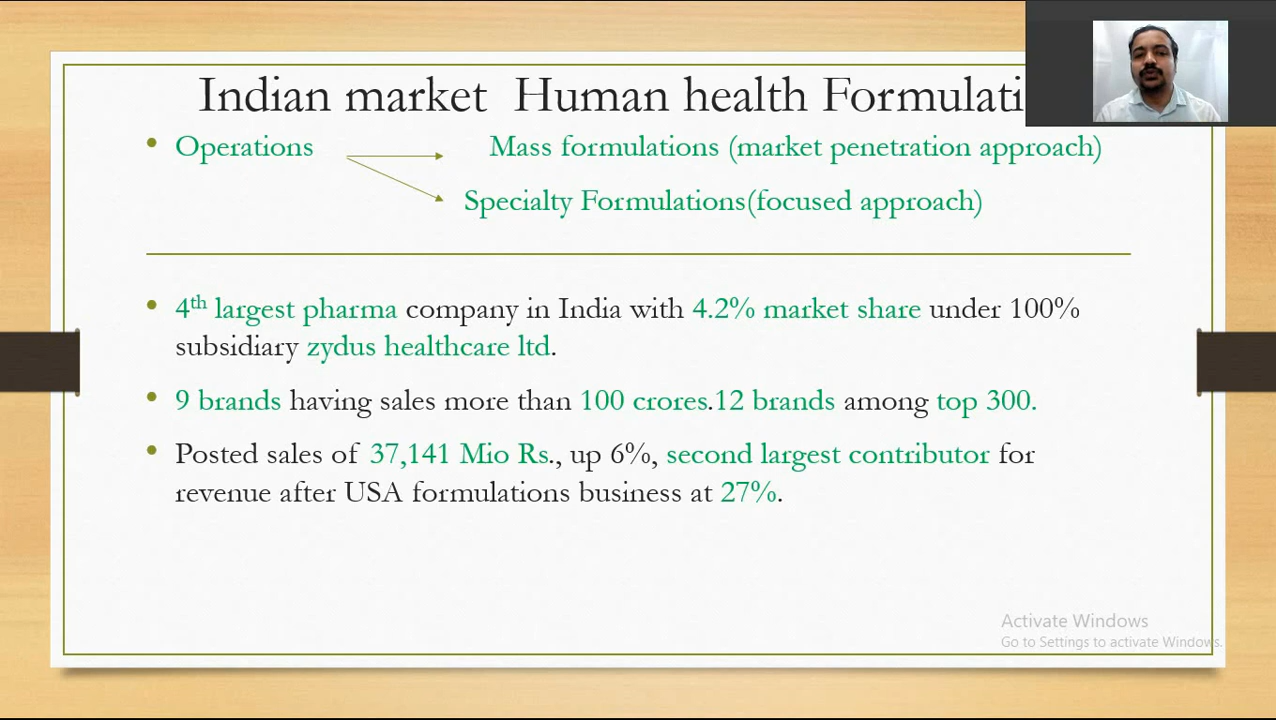 Indian market Human health Formulati
• Operations Mass formulations (market penetration approach)
Specialty Formulations(focused approach)
• 4th largest pharma company in India with 4.2% market share under 100%
subsidiary zydus healthcare ltd.
• 9 brands having sales more than 100 crores.12 brands among top 300.
• Posted sales of 37,141 Mio Rs., up 6%, second largest contributor for
revenue after USA formulations business at 27%.
Activate Windows
Go to Settings to activate Windows.